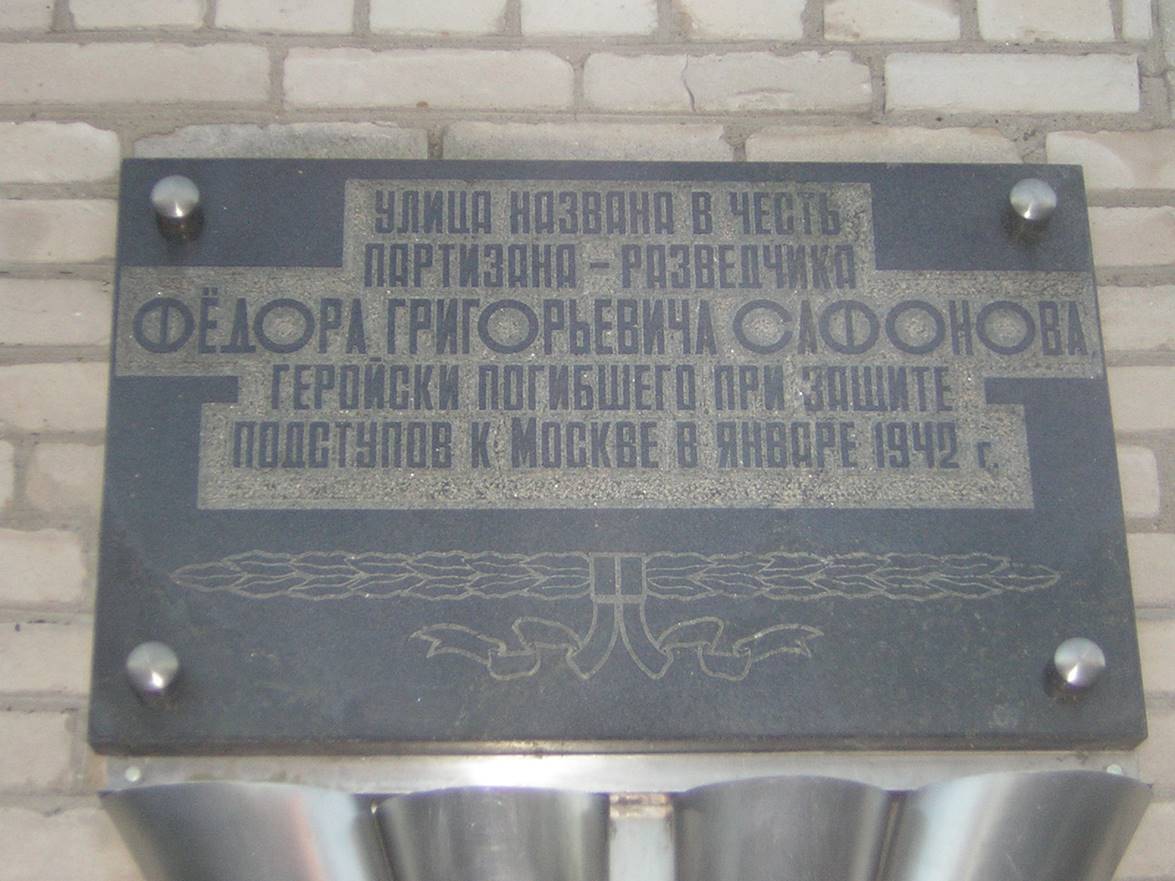 УЛИЦА НАЗВАНА В ЧЕСТЬ
ПАРТИЗАНА – РАЗВЕДЧИКА
ФЁДОРА ГРИГОРЬЕВИЧА САФОНОВА,
ГЕРОЙСКИ ПОГИБШЕГО ПРИ ЗАЩИТЕ
ПОДСТУПОВ К МОСКВЕ В ЯНВАРЕ 1942 г.